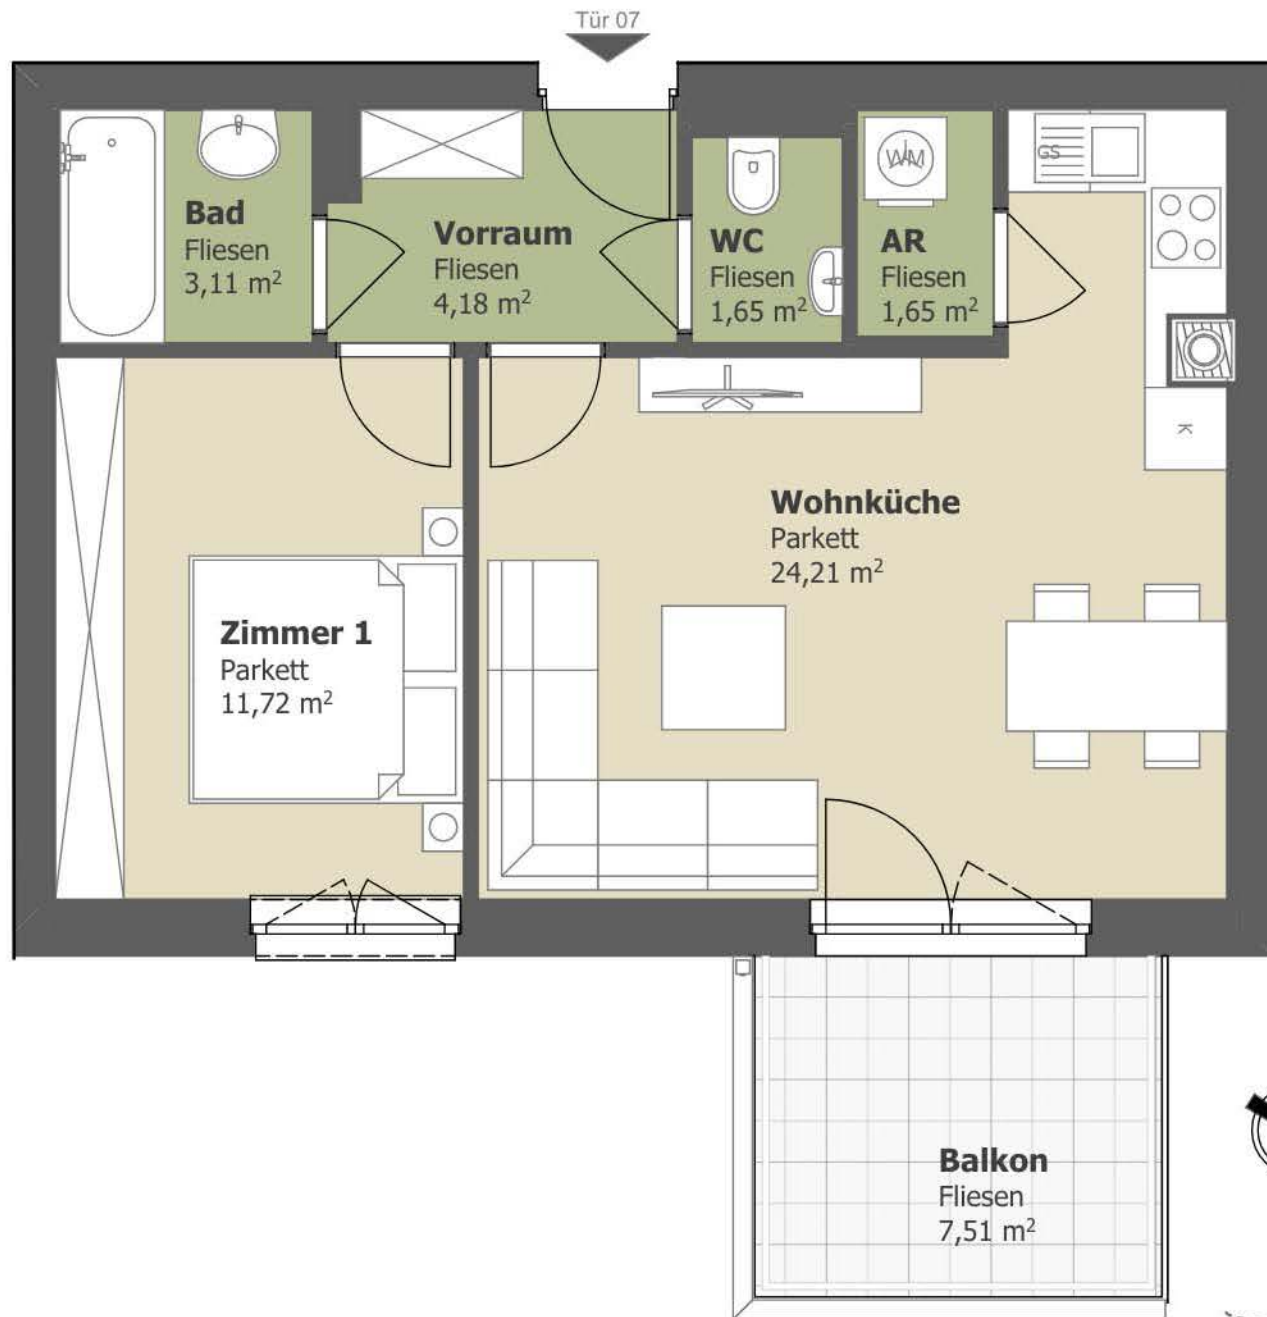 Tür 07
Bad
Fliesen
3,11 m²
Vorraum
Fliesen
4,18 m²
WC
Fliesen
1,65 m²
AR
Fliesen
1,65 m²
WM
GS
K
Wohnküche
Parkett
24,21 m²
Zimmer 1
Parkett
11,72 m²
Balkon
Fliesen
7,51 m²